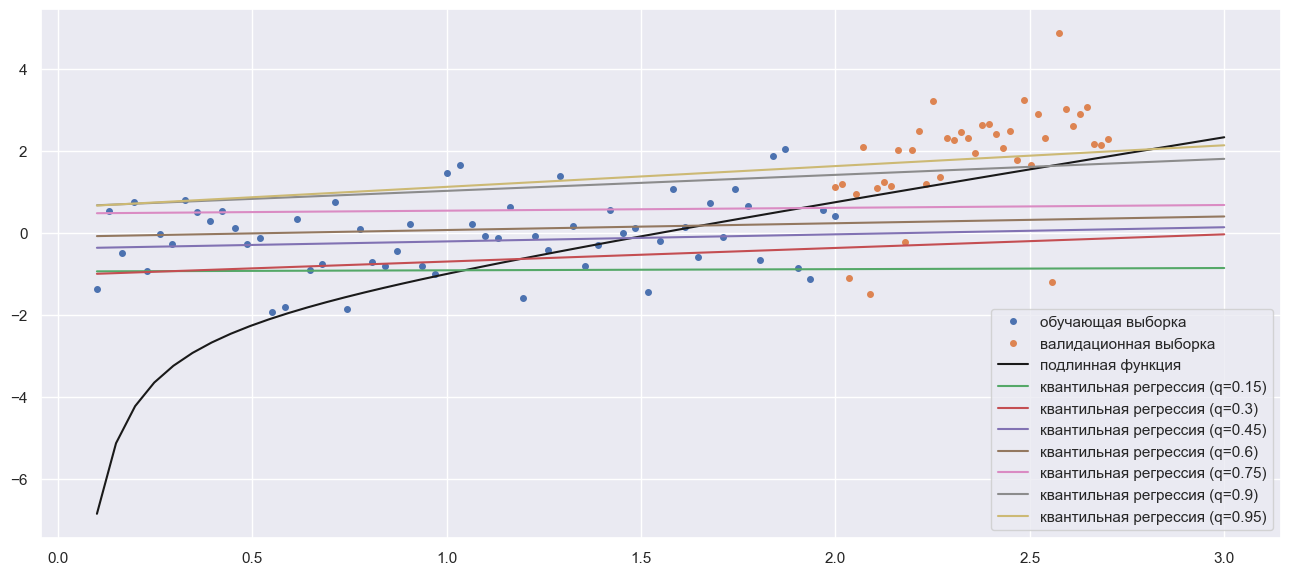 4
2
0
−2
−4
−6
0.0
0.5
1.0
1.5
2.0
2.5
3.0
обучающая выборка
валидационная выборка
подлинная функция
квантильная регрессия (q=0.15)
квантильная регрессия (q=0.3)
квантильная регрессия (q=0.45)
квантильная регрессия (q=0.6)
квантильная регрессия (q=0.75)
квантильная регрессия (q=0.9)
квантильная регрессия (q=0.95)